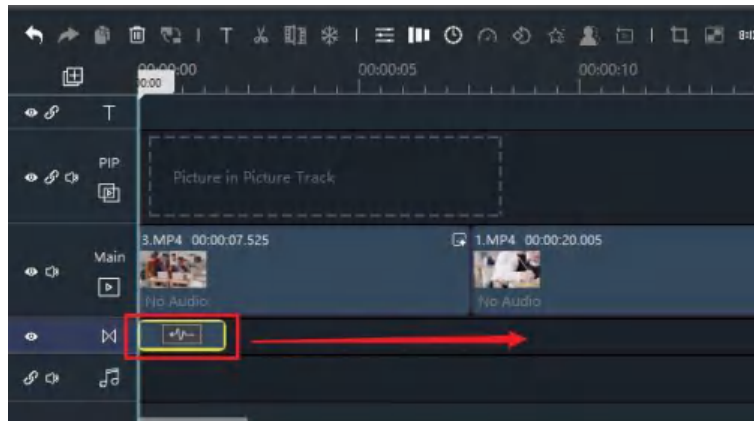 T
00:00:00
00:00:05
00:00:10
00:00
T
PIP
Picture in Picture Track
3.MP4 00:00:07.525
1.MP4 00:00:20.005
Main
No Audio
No Audio